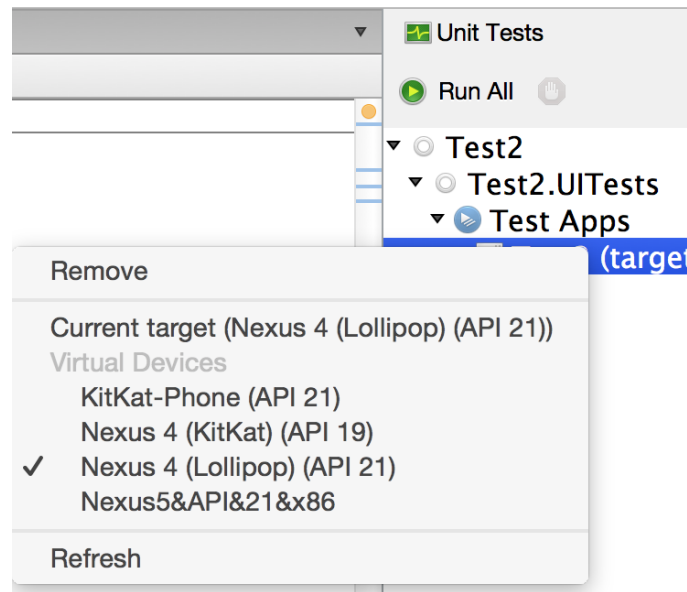 Unit Tests
Run All
Test2
Test2.UITests
Test Apps
(target
Remove
Current target (Nexus 4 (Lollipop) (API 21))
Virtual Devices
KitKat-Phone (API 21)
Nexus 4 (KitKat) (API 19)
Nexus 4 (Lollipop) (API 21)
Nexus5&API&21&x86
Refresh